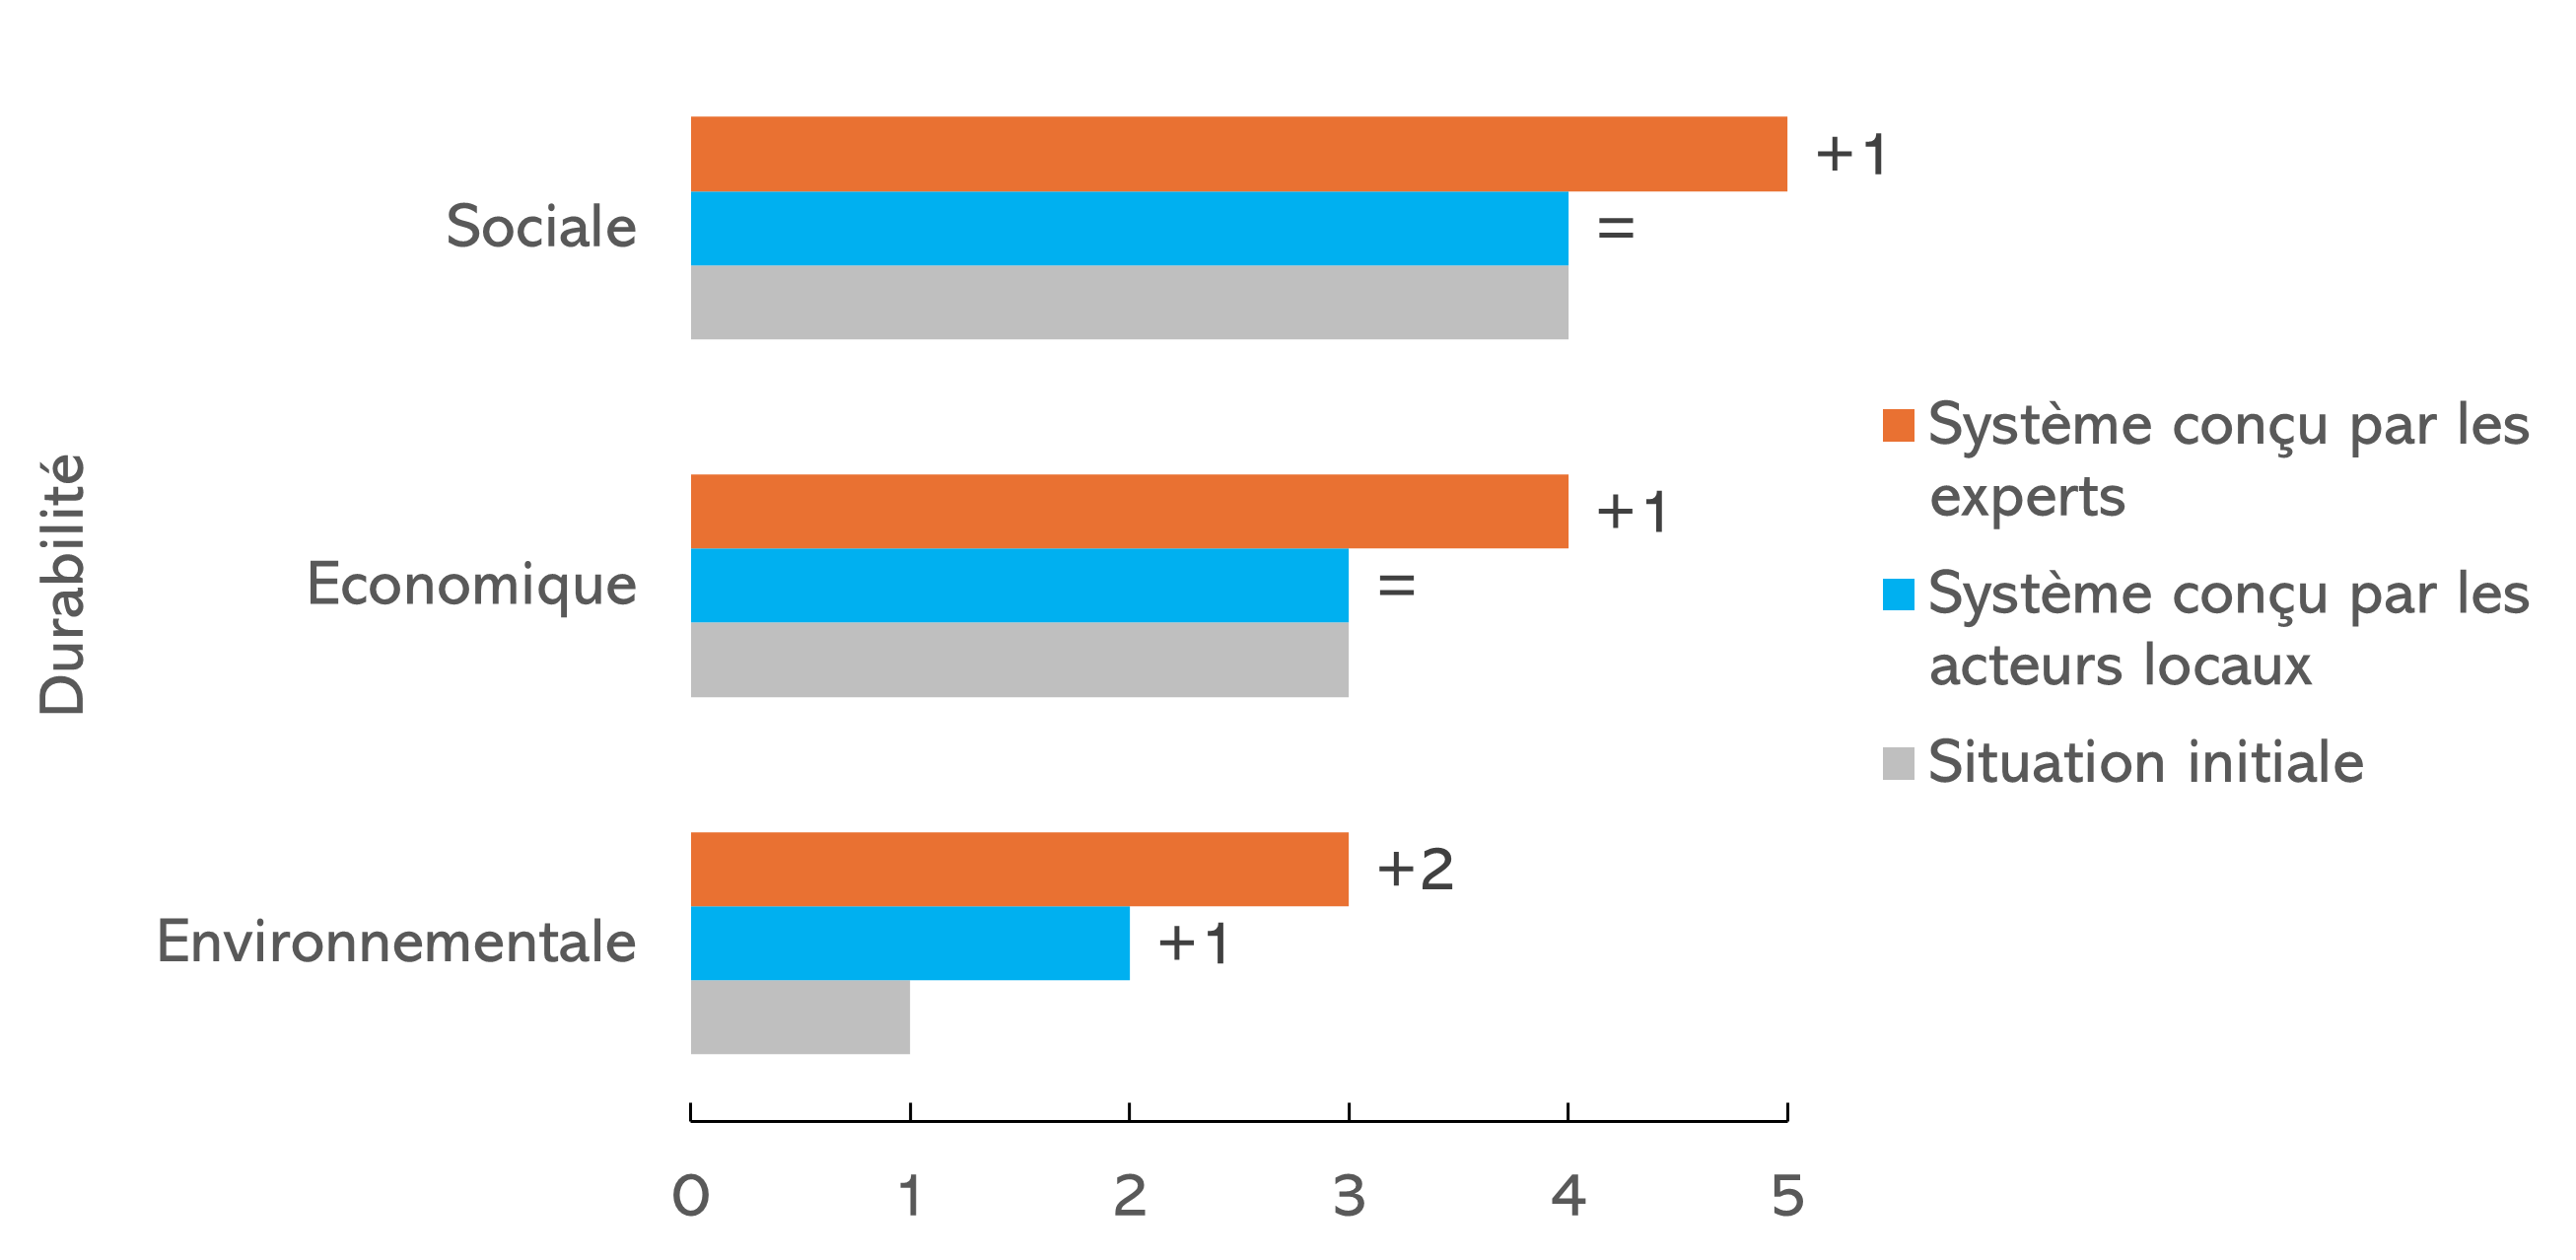 Durabilité
Sociale
+1
=
Economique
+1
=
Environnementale
+2
+1
0 1 2 3 4 5
Système conçu par les
experts
Système conçu par les
acteurs locaux
Situation initiale